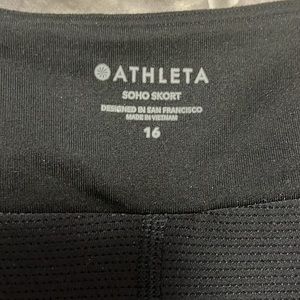 ATHLETA
SOHO SKORT
DESIGNED IN SAN FRANCISCO
MADE IN VIETNAM
16